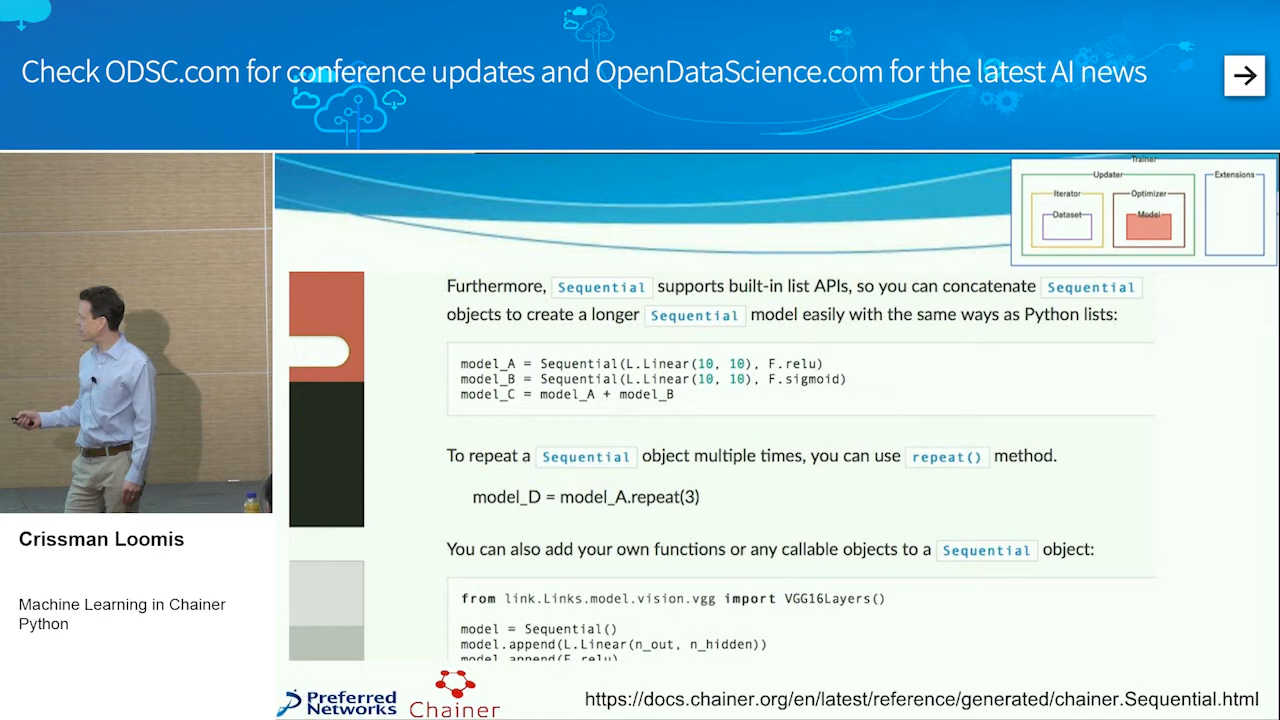 Check ODSC.com for conference updates and OpenDataScience.com for the latest AI news
Trainer
Updater
Extensions
Iterator
Optimizer
Dataset
Model
Furthermore, Sequential supports built-in list APIs, so you can concatenate Sequential
objects to create a longer Sequential model easily with the same ways as Python lists:
model_A = Sequential(L.Linear(10, 10), F.relu)
model_B = Sequential(L.Linear(10, 10), F.sigmoid)
model_C = model_A + model_B
To repeat a Sequential object multiple times, you can use repeat() method.
model_D = model_A.repeat(3)
You can also add your own functions or any callable objects to a Sequential object:
from link.Links.model.vision.vgg import VGG16Layers()
model = Sequential()
model.append(L.Linear(n_out, n_hidden))
model.append(F.relu)
Crissman Loomis
Machine Learning in Chainer
Python
Preferred
Networks
Chainer
https://docs.chainer.org/en/latest/reference/generated/chainer.Sequential.html